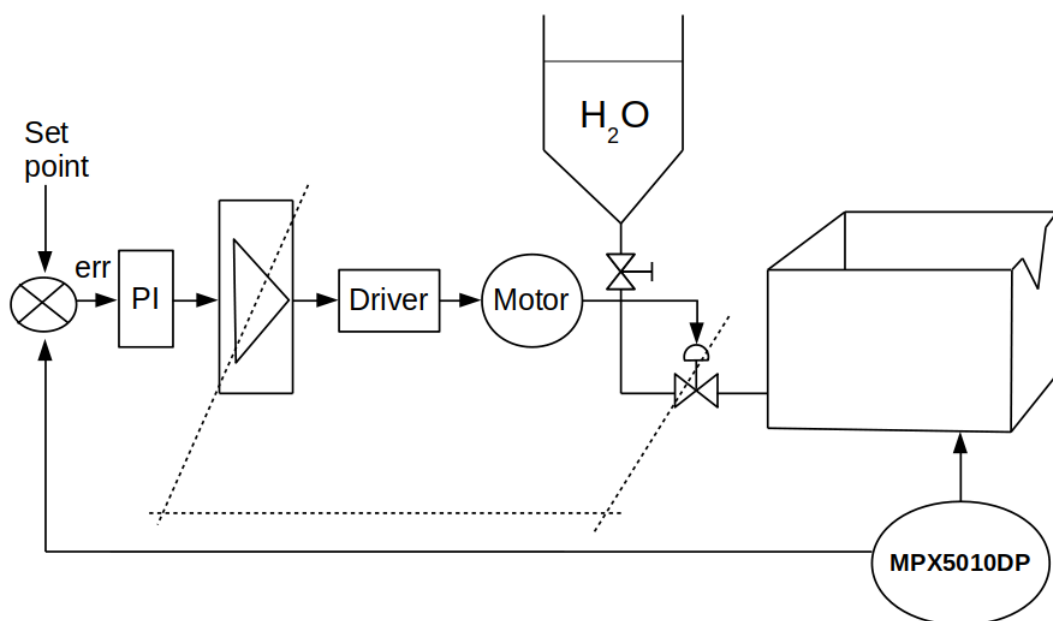 H₂O
Set
point
err
PI
Driver
Motor
MPX5010DP